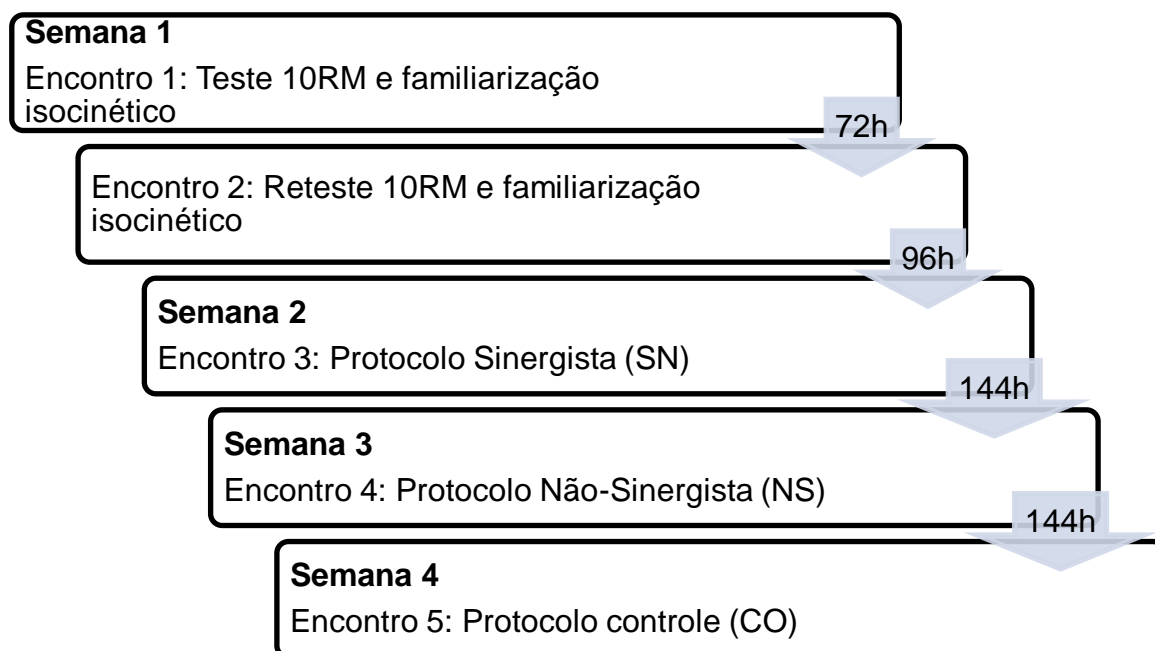 Semana 1
Encontro 1: Teste 10RM e familiarização
isocinético
72h
Encontro 2: Reteste 10RM e familiarização
isocinético
96h
Semana 2
Encontro 3: Protocolo Sinergista (SN)
144h
Semana 3
Encontro 4: Protocolo Não-Sinergista (NS)
144h
Semana 4
Encontro 5: Protocolo controle (CO)